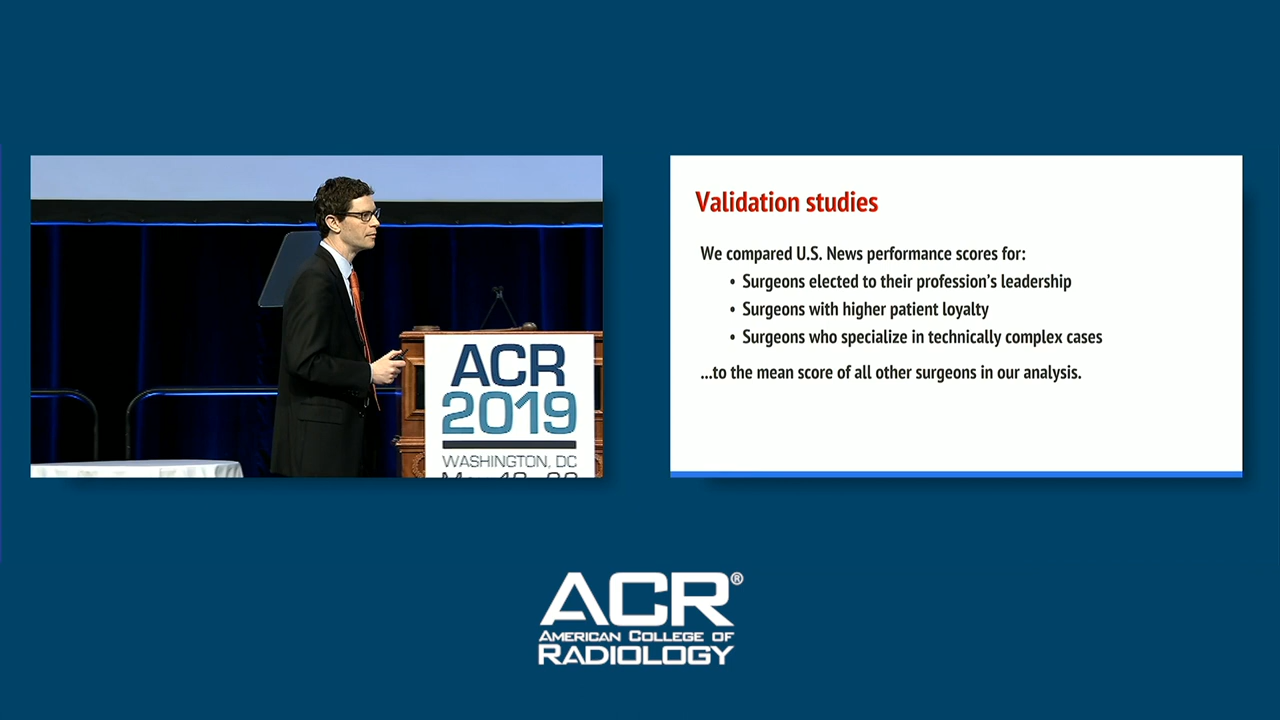 ACR
2019
WASHINGTON, DC
Validation studies
We compared U.S. News performance scores for:
• Surgeons elected to their profession's leadership
• Surgeons with higher patient loyalty
• Surgeons who specialize in technically complex cases
...to the mean score of all other surgeons in our analysis.
ACR®
AMERICAN COLLEGE OF
RADIOLOGY